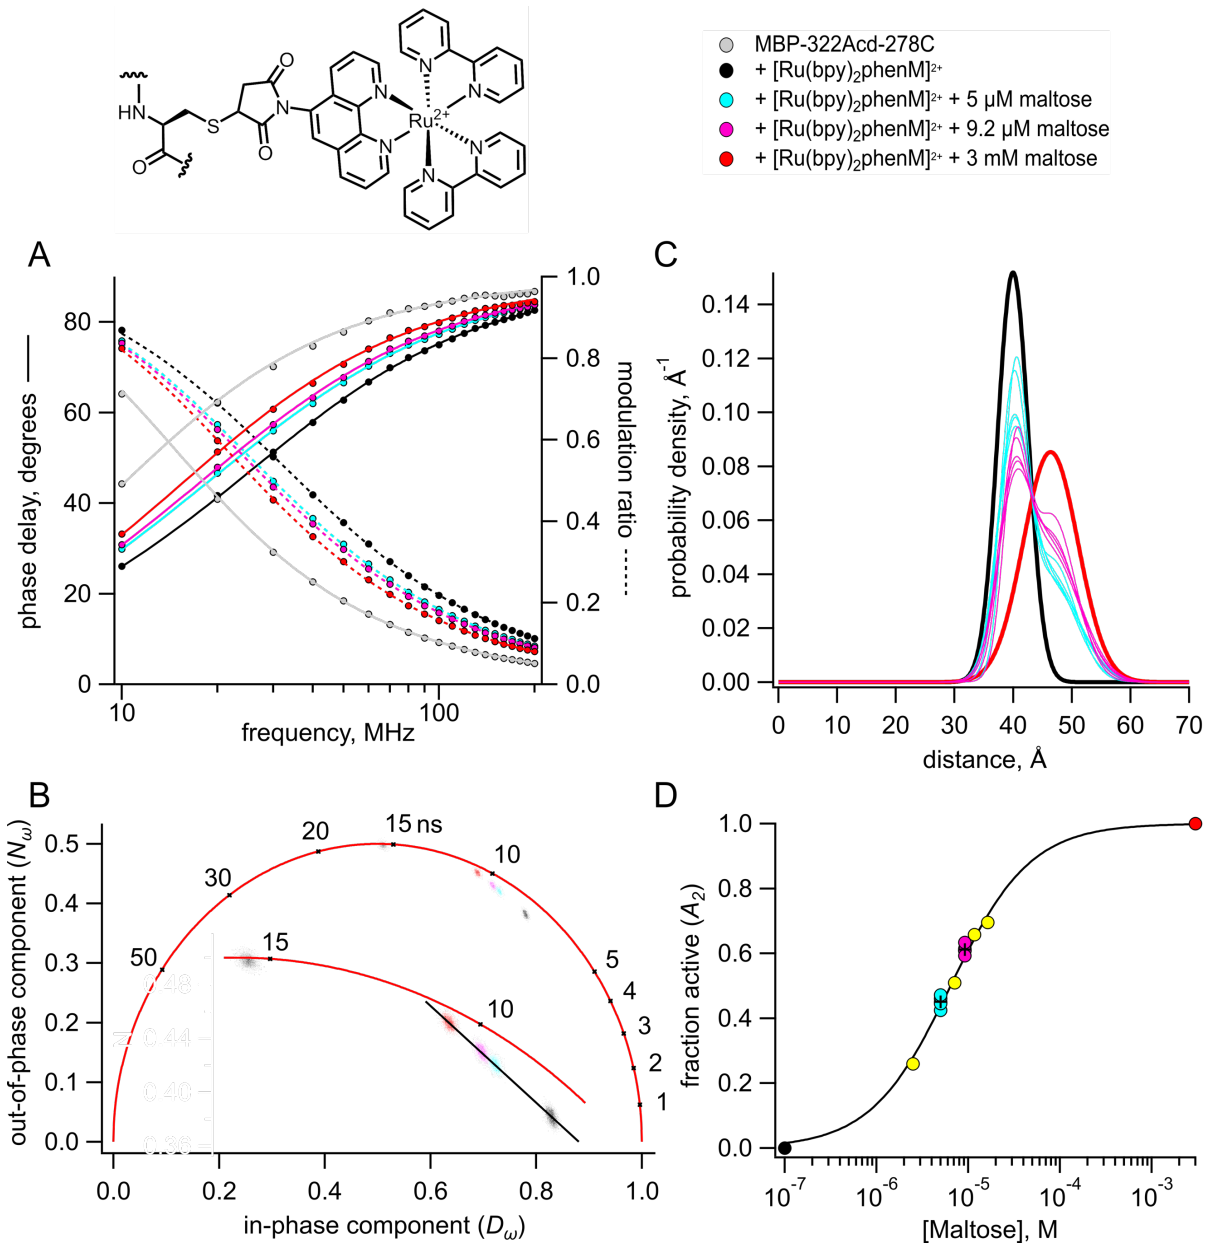 O
N
N
N
HN
S
N
Ru2+
N
O
O
N
N
N
MBP-322Acd-278C
+ [Ru(bpy)2phenM]2+
+ [Ru(bpy)2phenM]2+ + 5 µM maltose
+ [Ru(bpy)2phenM]2+ + 9.2 µM maltose
+ [Ru(bpy)2phenM]2+ + 3 mM maltose
A
phase delay, degrees
80
60
40
20
0
1.0
0.8
0.6
0.4
0.2
0.0
modulation ratio
10
100
frequency, MHz
C
probability density, Å-1
0.14
0.12
0.10
0.08
0.06
0.04
0.02
0.00
0 10 20 30 40 50 60 70
distance, Å
B
out-of-phase component (Nω)
0.5
0.4
0.3
0.2
0.1
0.0
50
30
20
15 ns
10
5
4
3
2
1
15
10
0.48
0.44
0.40
0.36
0.0 0.2 0.4 0.6 0.8 1.0
in-phase component (Dω)
D
fraction active (A2)
1.0
0.8
0.6
0.4
0.2
0.0
10-7 10-6 10-5 10-4 10-3
[Maltose], M